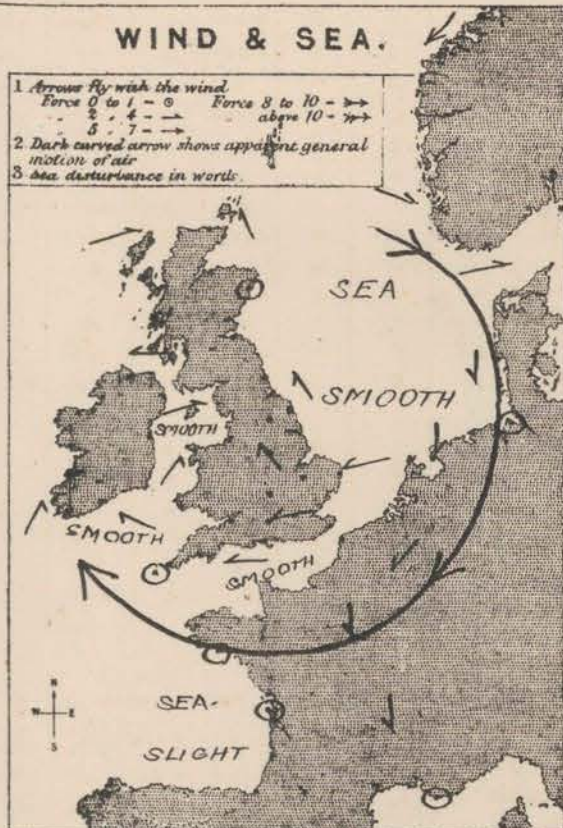 WIND & SEA.
1 Arrows fly with the wind
Force 0 to 1 - ⊙ Force 8 to 10 - ↠
" 2 " 4 - ⇀ above 10 - ↠
" 5 " 7 - →
2 Dark curved arrow shows apparent general
motion of air
3 Sea disturbance in words.
SEA
SMOOTH
SMOOTH
SMOOTH
SMOOTH
N
W E
S
SEA-
SLIGHT